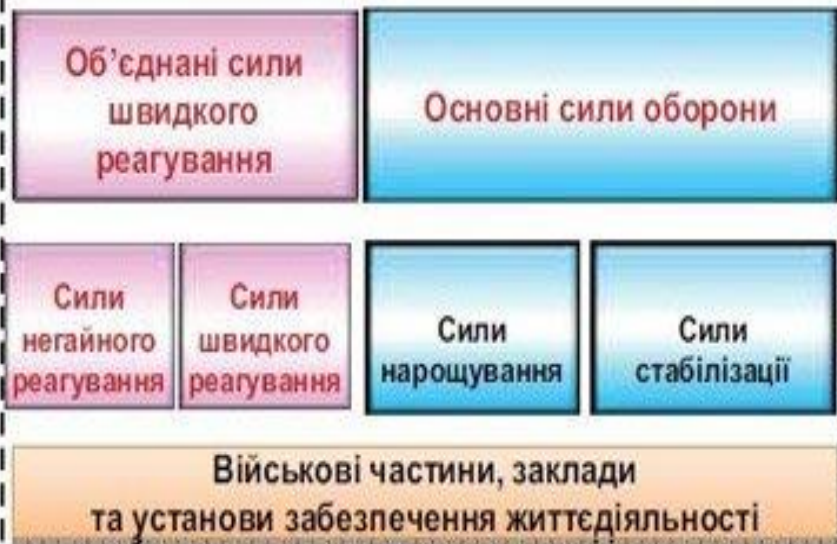 Об’єднані сили
швидкого
реагування
Основні сили оборони
Сили
негайного
реагування
Сили
швидкого
реагування
Сили
нарощування
Сили
стабілізації
Військові частини, заклади
та установи забезпечення життєдіяльності